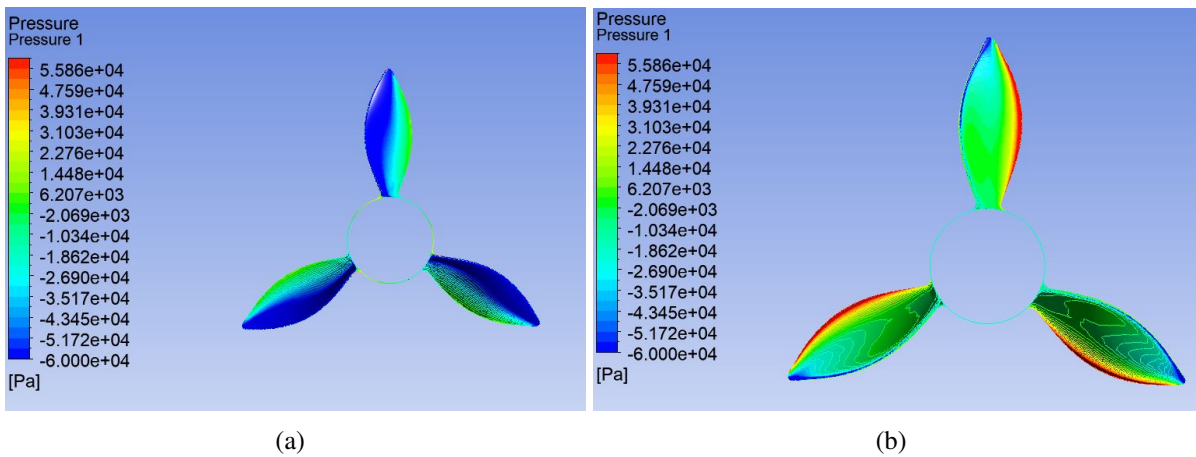 Pressure
Pressure 1
5.586e+04
4.759e+04
3.931e+04
3.103e+04
2.276e+04
1.448e+04
6.207e+03
-2.069e+03
-1.034e+04
-1.862e+04
-2.690e+04
-3.517e+04
-4.345e+04
-5.172e+04
-6.000e+04
[Pa]
(a)
Pressure
Pressure 1
5.586e+04
4.759e+04
3.931e+04
3.103e+04
2.276e+04
1.448e+04
6.207e+03
-2.069e+03
-1.034e+04
-1.862e+04
-2.690e+04
-3.517e+04
-4.345e+04
-5.172e+04
-6.000e+04
[Pa]
(b)